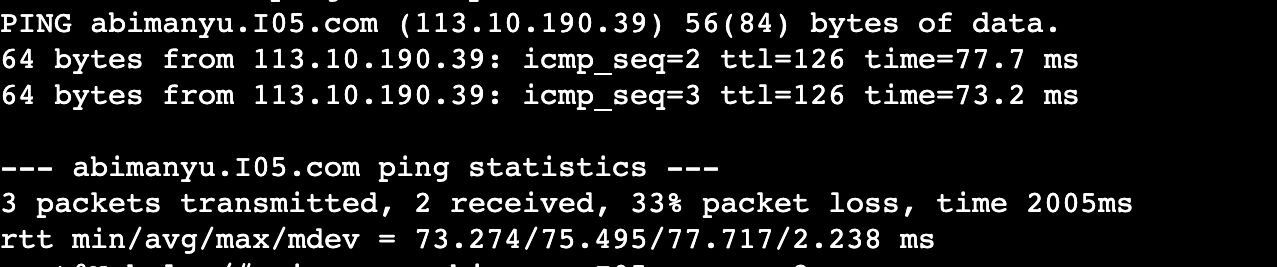 PING abimanyu.I05.com (113.10.190.39) 56(84) bytes of data.
64 bytes from 113.10.190.39: icmp_seq=2 ttl=126 time=77.7 ms
64 bytes from 113.10.190.39: icmp_seq=3 ttl=126 time=73.2 ms
--- abimanyu.I05.com ping statistics ---
3 packets transmitted, 2 received, 33% packet loss, time 2005ms
rtt min/avg/max/mdev = 73.274/75.495/77.717/2.238 ms